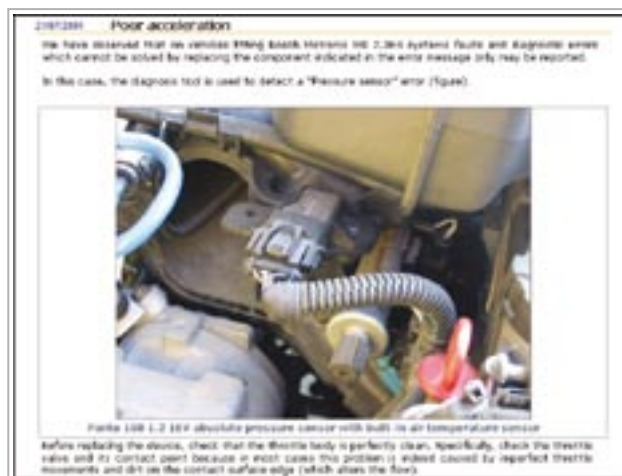 Poor acceleration
We have observed that on vehicles fitting Bosch Motronic ME 7.3H4 systems faults and diagnostic errors
which cannot be solved by replacing the component indicated in the error message only may be reported.
In this case, the diagnosis tool is used to detect a "Pressure sensor" error (figure).
Punto 188 1.2 16V absolute pressure sensor with built-in air temperature sensor
Before replacing the device, check that the throttle body is perfectly clean. Specifically, check the throttle
valve and its contact point because in most cases this problem is indeed caused by imperfect throttle
movements and dirt on the contact surface edge (which alters the flow).